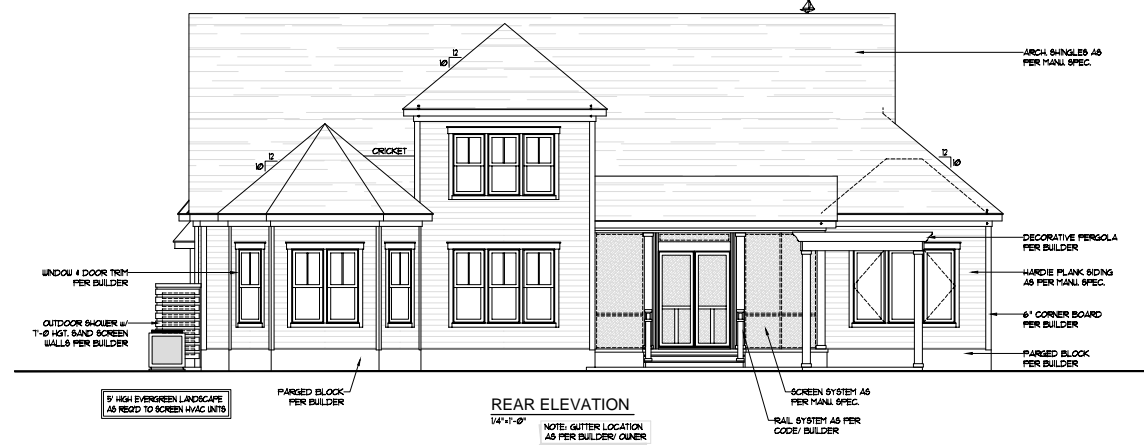 12
10
ARCH. SHINGLES AS
PER MANU. SPEC.
CRICKET
12
10
12
10
DECORATIVE PERGOLA
PER BUILDER
WINDOW & DOOR TRIM
PER BUILDER
HARDIE PLANK SIDING
AS PER MANU. SPEC.
OUTDOOR SHOWER W/
7'-0 HGT. SAND SCREEN
WALLS PER BUILDER
6" CORNER BOARD
PER BUILDER
PARGED BLOCK
PER BUILDER
PARGED BLOCK
PER BUILDER
5' HIGH EVERGREEN LANDSCAPE
AS REQ'D TO SCREEN HVAC UNITS
SCREEN SYSTEM AS
PER MANU. SPEC.
REAR ELEVATION
1/4"=1'-0"
NOTE: GUTTER LOCATION
AS PER BUILDER/ OWNER
RAIL SYSTEM AS PER
CODE/ BUILDER